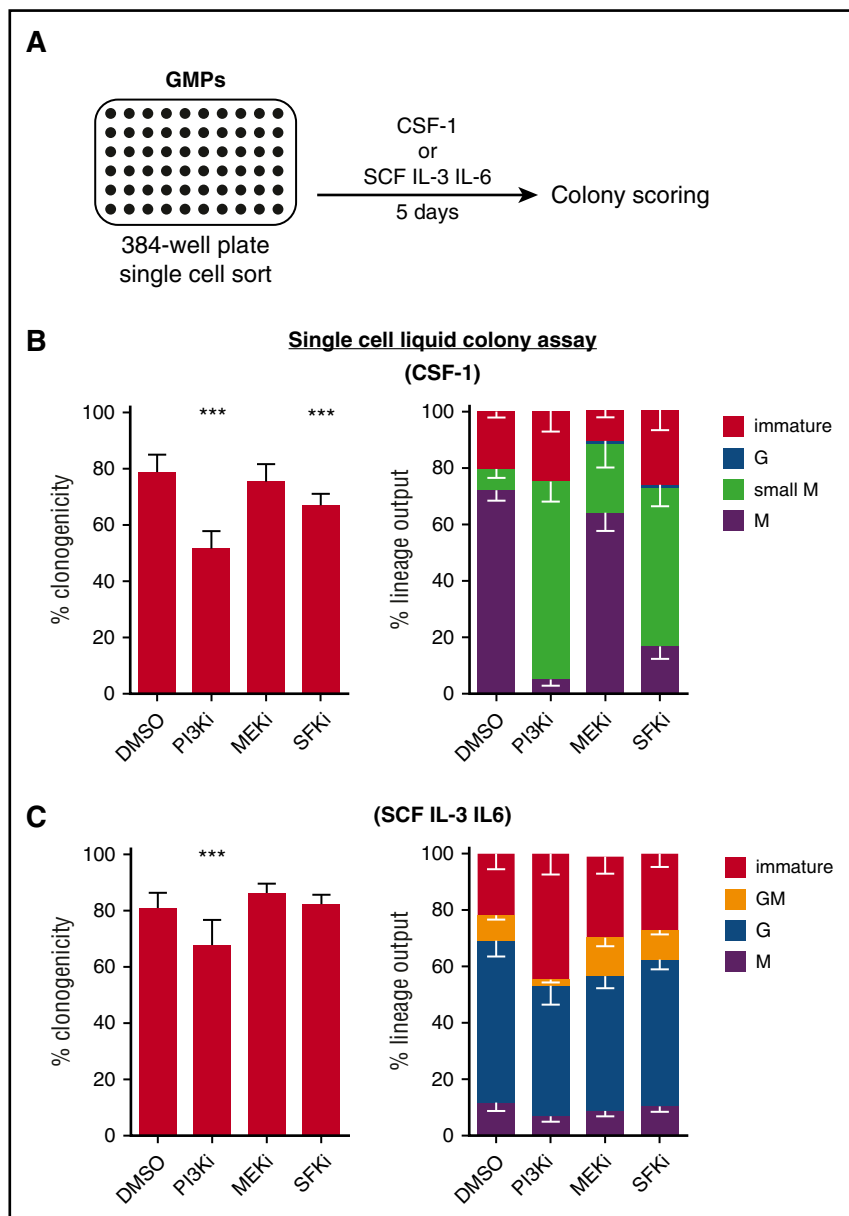 A
GMPs
384-well plate
single cell sort
CSF-1
or
SCF IL-3 IL-6
5 days
Colony scoring
B
Single cell liquid colony assay
(CSF-1)
% clonogenicity
100
80
60
40
20
0
***
***
DMSO
PI3Ki
MEKi
SFKi
% lineage output
100
80
60
40
20
0
DMSO
PI3Ki
MEKi
SFKi
immature
G
small M
M
C
(SCF IL-3 IL6)
% clonogenicity
100
80
60
40
20
0
***
DMSO
PI3Ki
MEKi
SFKi
% lineage output
100
80
60
40
20
0
DMSO
PI3Ki
MEKi
SFKi
immature
GM
G
M